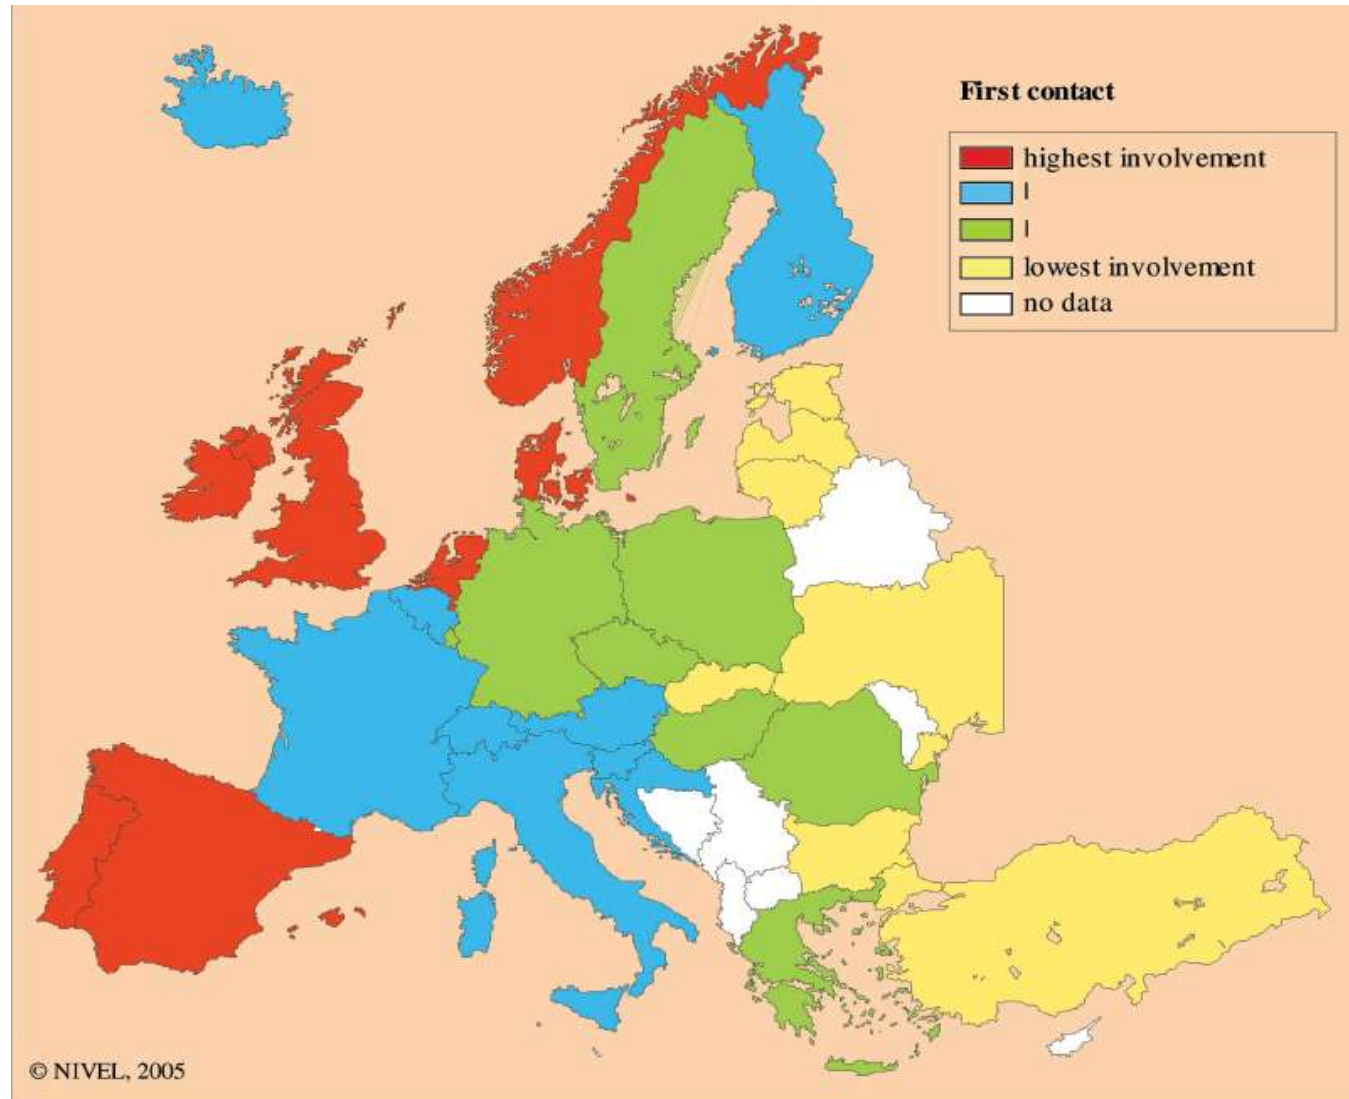 First contact
highest involvement
I
I
lowest involvement
no data
© NIVEL, 2005